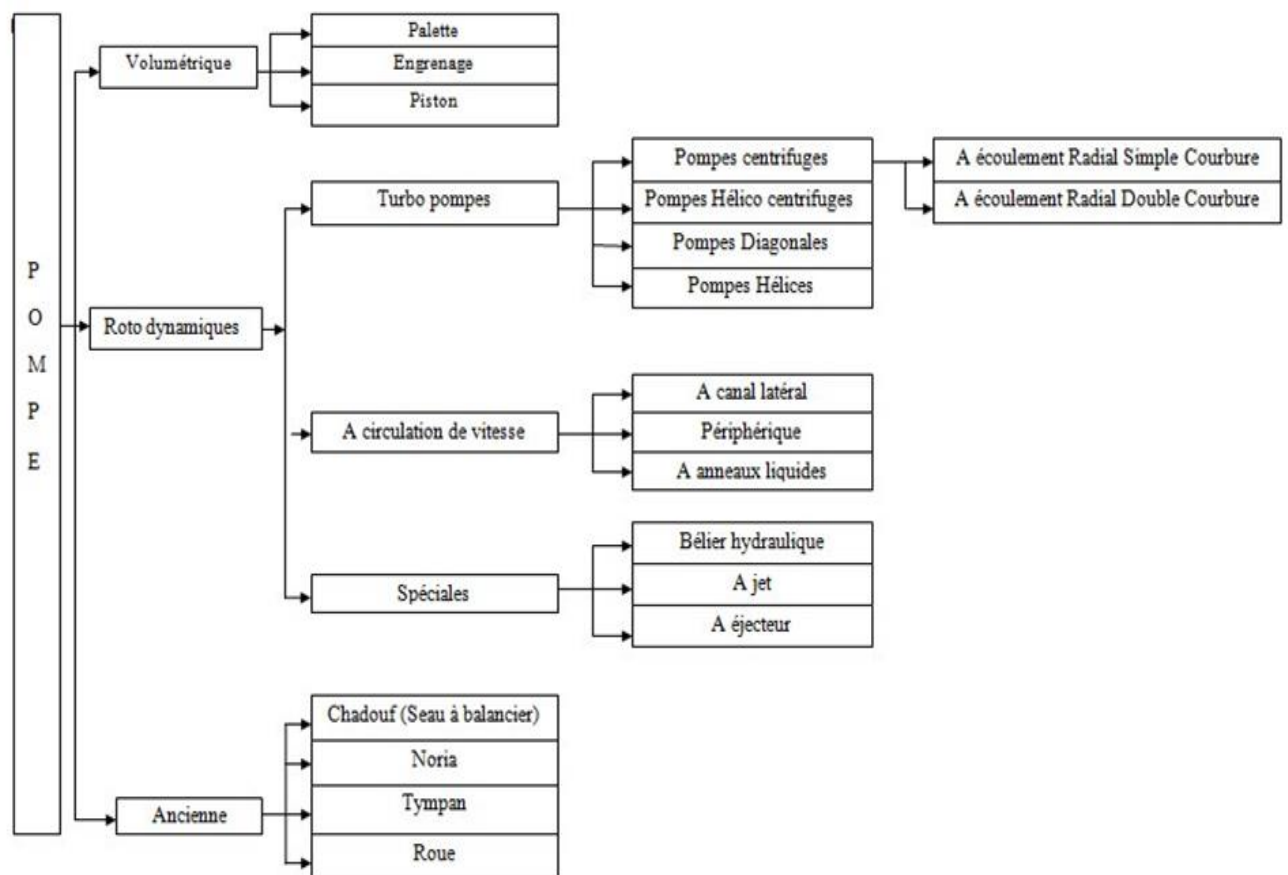 P
O
M
P
E
Volumétrique
Palette
Engrenage
Piston
Roto dynamiques
Turbo pompes
Pompes centrifuges
A écoulement Radial Simple Courbure
A écoulement Radial Double Courbure
Pompes Hélico centrifuges
Pompes Diagonales
Pompes Hélices
A circulation de vitesse
A canal latéral
Périphérique
A anneaux liquides
Spéciales
Bélier hydraulique
A jet
A éjecteur
Ancienne
Chadouf (Seau à balancier)
Noria
Tympan
Roue